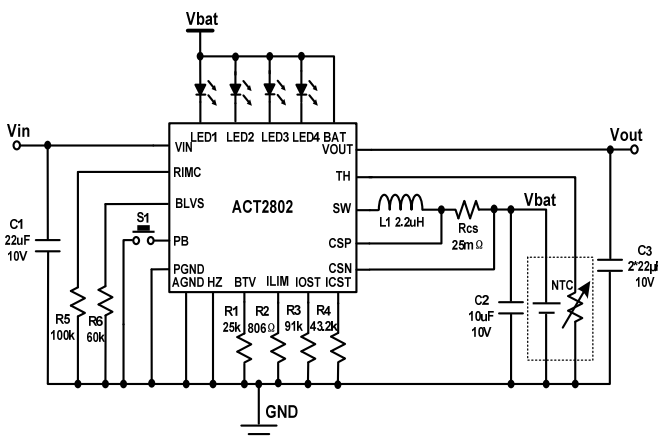 Vbat
LED1 LED2 LED3 LED4 BAT
Vin
VIN
VOUT
Vout
RIMC
TH
BLVS
ACT2802
SW
L1 2.2uH
Rcs
25mΩ
Vbat
C1
22uF
10V
S1
PB
CSP
CSN
C3
2*22µf
10V
PGND
AGND HZ BTV ILIM IOST ICST
NTC
R5
100k
R6
60k
R1
25k
R2
806Ω
R3
91k
R4
43.2k
C2
10uF
10V
GND